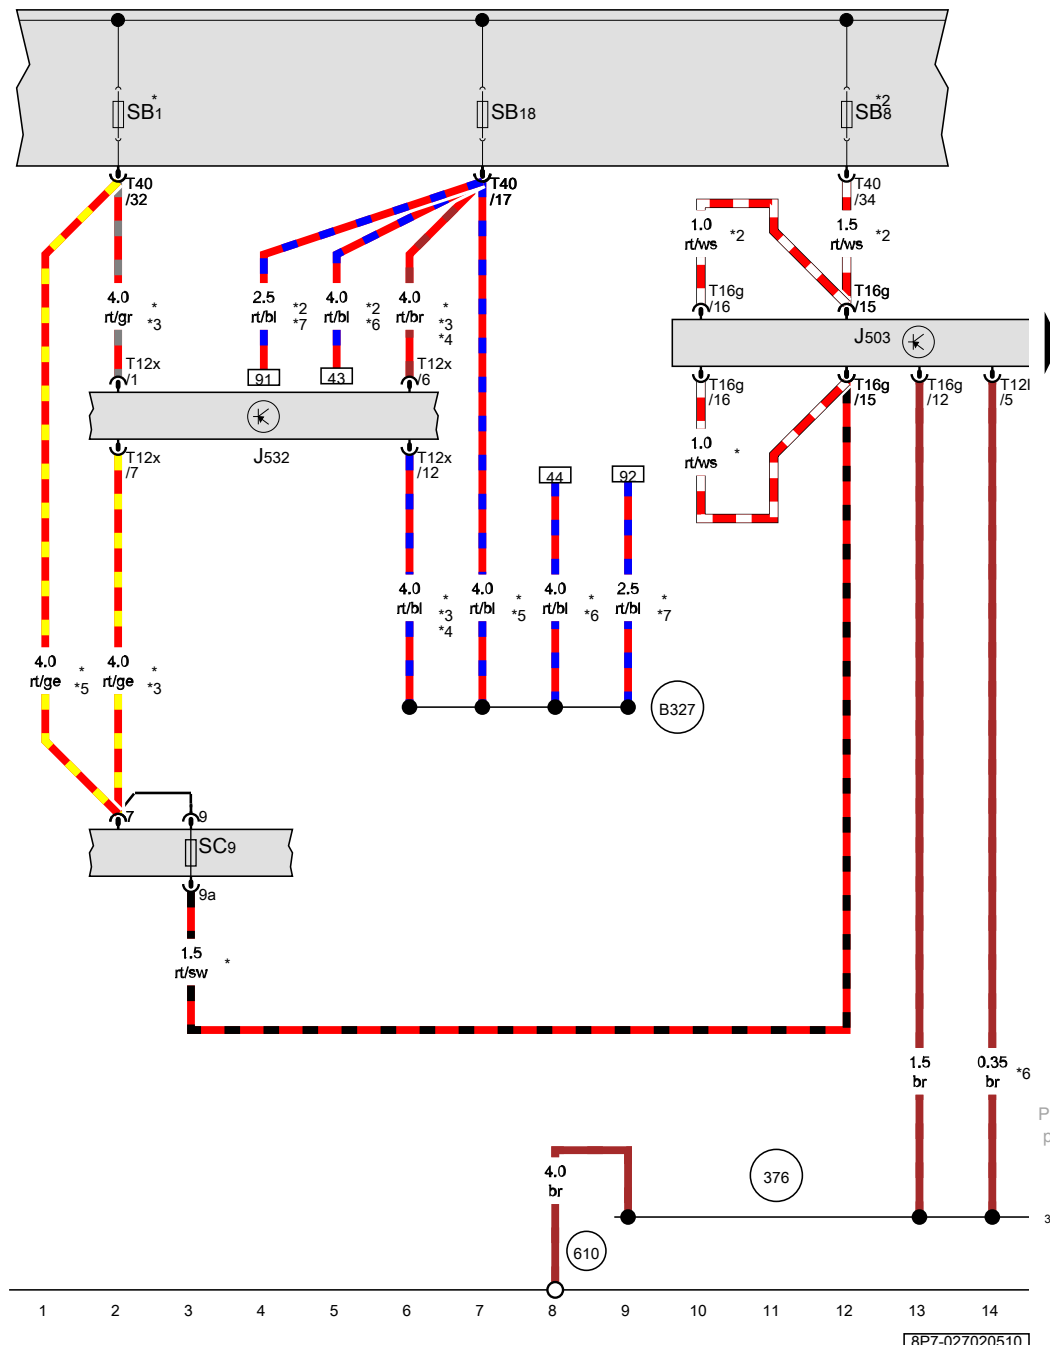 SB1 *
SB18
SB8 *2
T40
/32
T40
/17
T40
/34
1.0
rt/ws
*2
1.5
rt/ws
*2
4.0
rt/gr
*
*3
2.5
rt/bl
*2
*7
4.0
rt/bl
*2
*6
4.0
rt/br
*
*3
*4
T16g
/16
T16g
/15
J503
T12x
/1
91
43
T12x
/6
T16g
/16
T16g
/15
T16g
/12
T12l
/5
J532
T12x
/7
T12x
/12
44
92
1.0
rt/ws
*
4.0
rt/bl
*
*3
*4
4.0
rt/bl
*
*5
4.0
rt/bl
*
*6
2.5
rt/bl
*
*7
4.0
rt/ge
*
*5
4.0
rt/ge
*
*3
B327
7
9
SC9
9a
1.5
rt/sw
*
1.5
br
0.35
br
*6
P
p
4.0
br
376
3
610
1 2 3 4 5 6 7 8 9 10 11 12 13 14
8P7-027020510